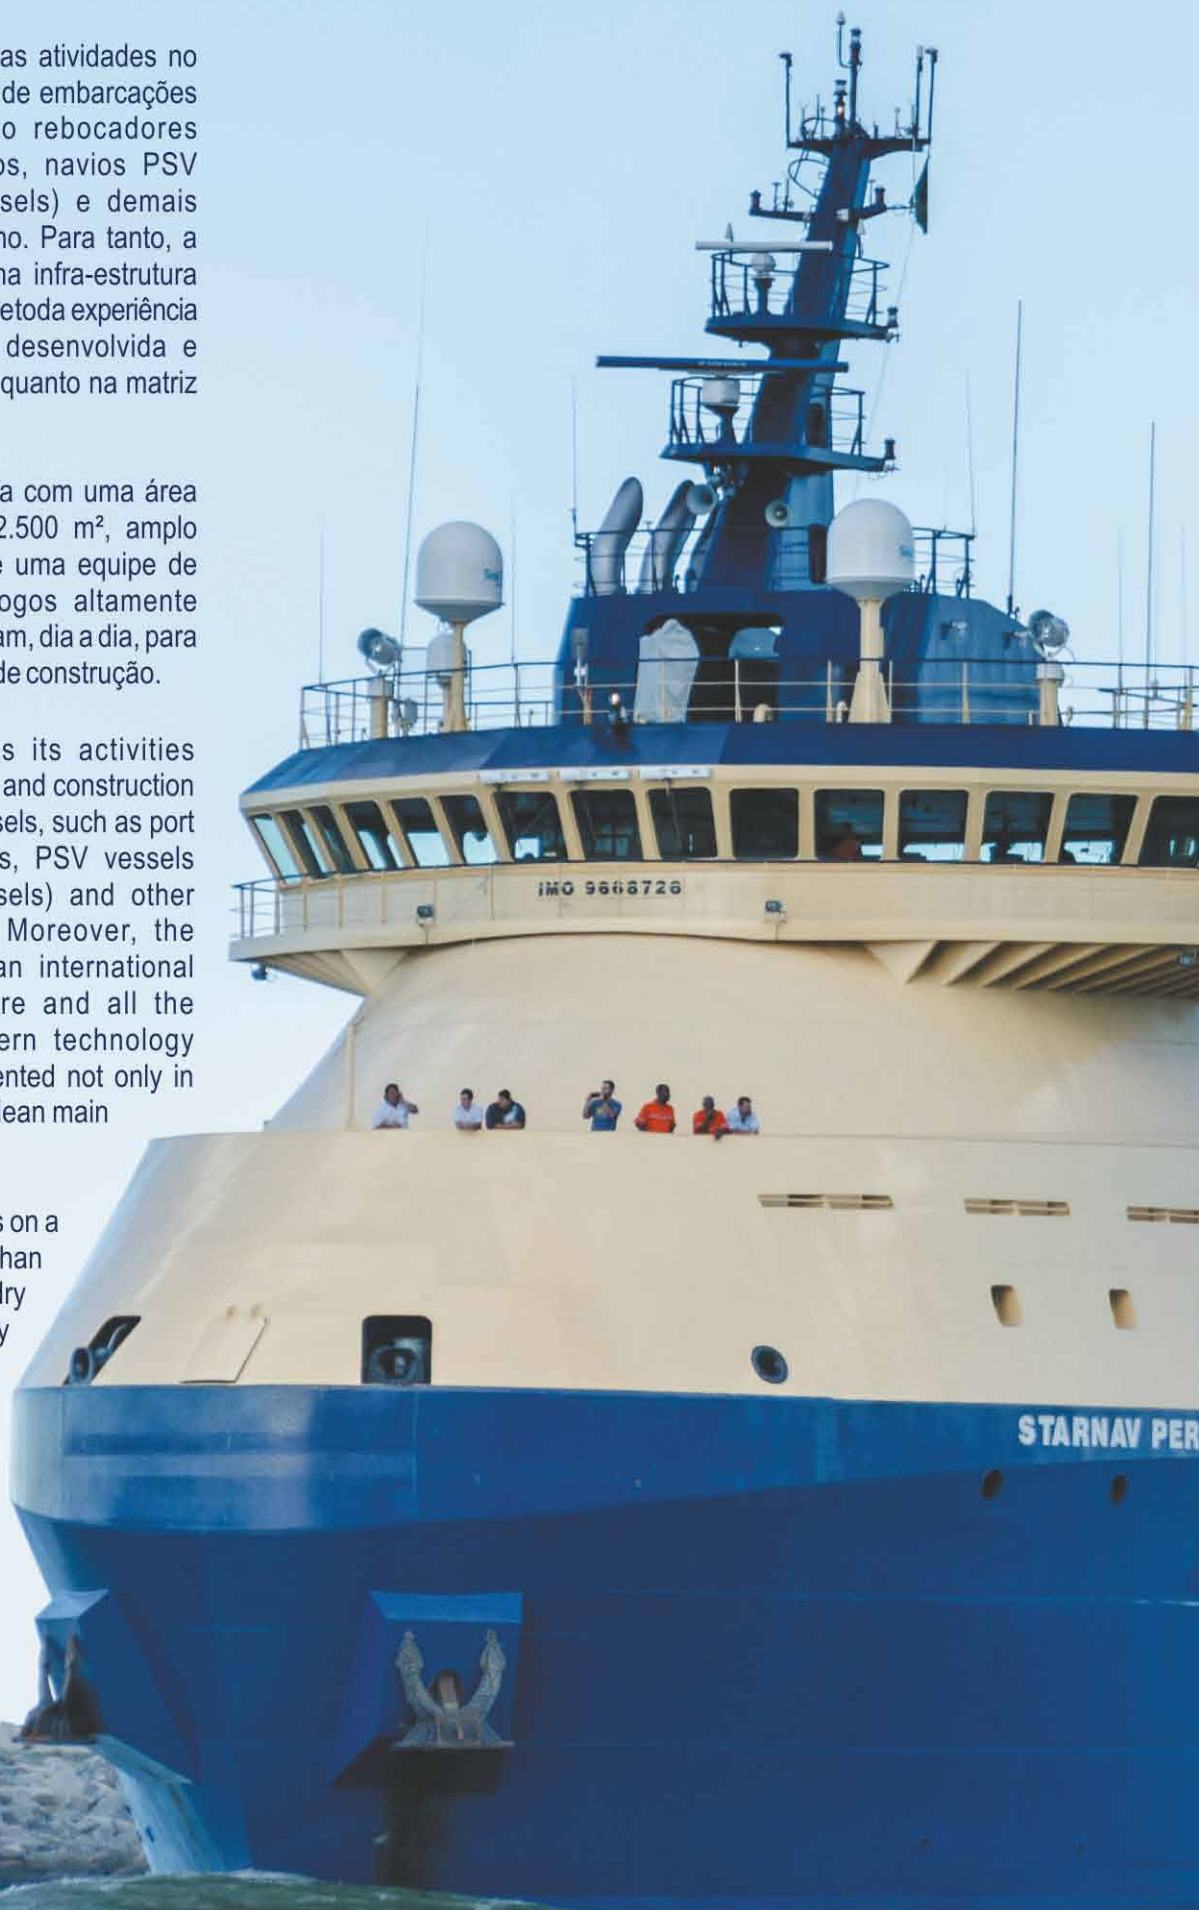 as atividades no
de embarcações
o rebocadores
os, navios PSV
sels) e demais
no. Para tanto, a
na infra-estrutura
etoda experiência
desenvolvida e
quanto na matriz
a com uma área
2.500 m², amplo
e uma equipe de
ogos altamente
am, dia a dia, para
de construção.
s its activities
and construction
sels, such as port
s, PSV vessels
sels) and other
Moreover, the
an international
re and all the
ern technology
ented not only in
lean main
s on a
han
dry
y
IMO 9668726
STARNAV PER